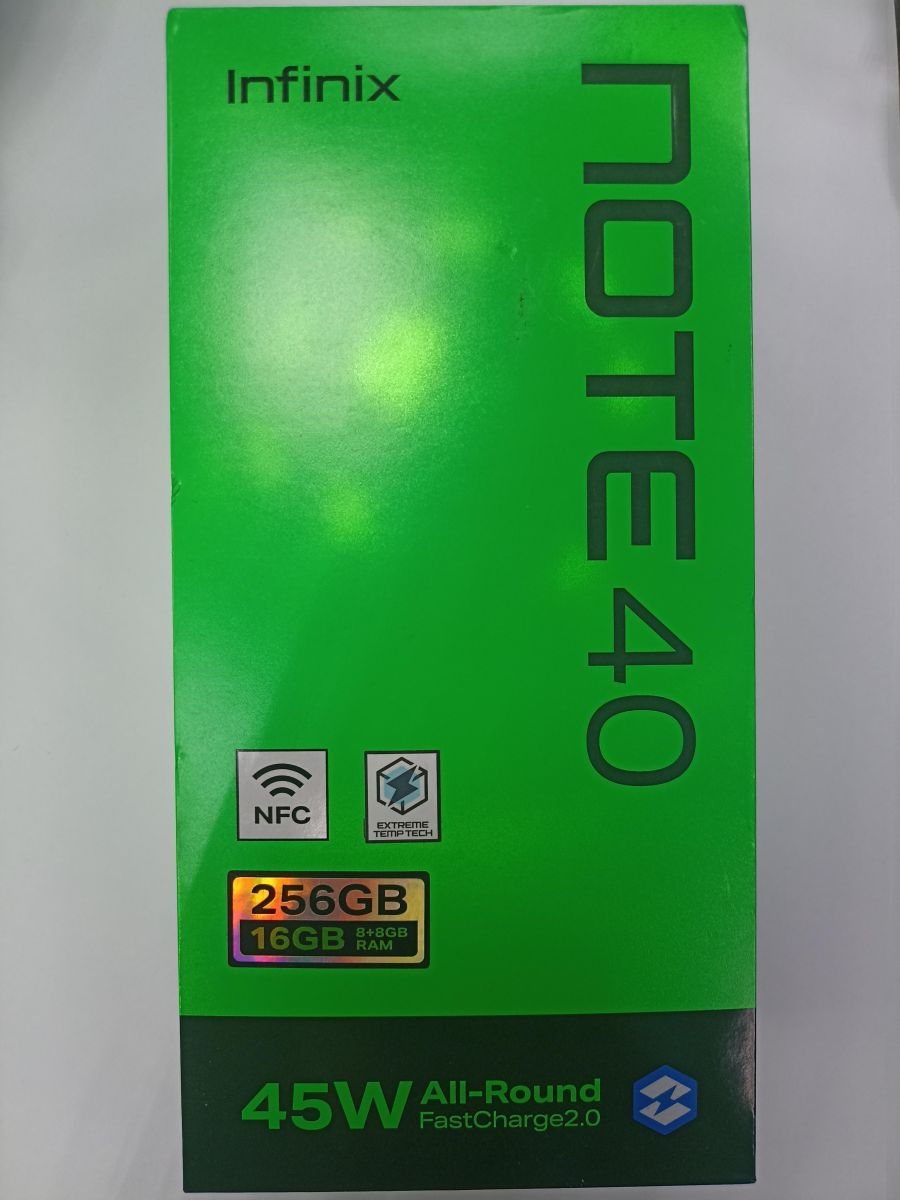 Infinix
NOTE 40
NFC
EXTREME
TEMP TECH
256GB
16GB 8+8GB
RAM
45W All-Round
FastCharge2.0